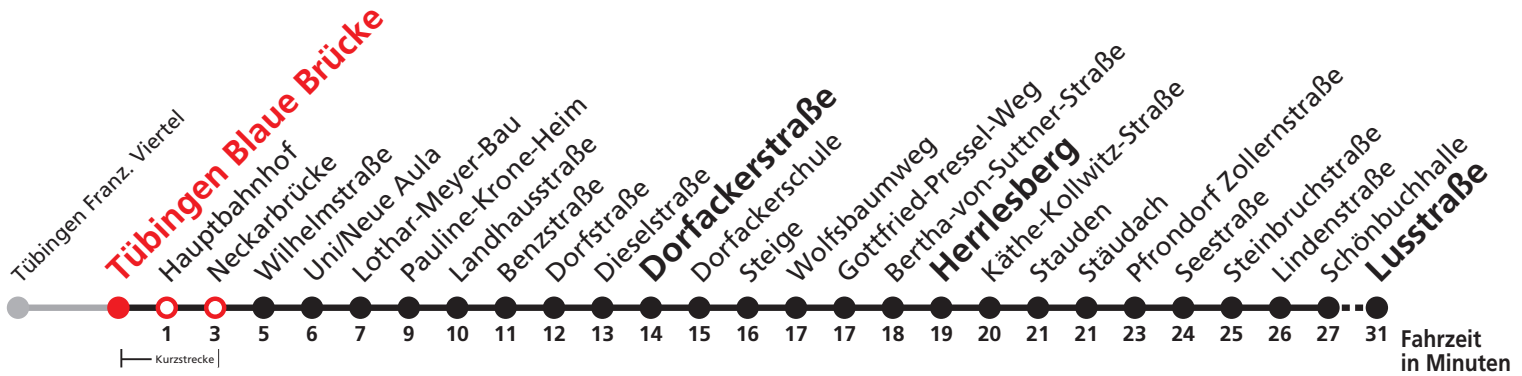 Tübingen Franz. Viertel
Tübingen Blaue Brücke
Hauptbahnhof
Neckarbrücke
Wilhelmstraße
Uni/Neue Aula
Lothar-Meyer-Bau
Pauline-Krone-Heim
Landhausstraße
Benzstraße
Dorfstraße
Dieselstraße
Dorfackerstraße
Dorfackerschule
Steige
Wolfsbaumweg
Gottfried-Pressel-Weg
Bertha-von-Suttner-Straße
Herrlesberg
Käthe-Kollwitz-Straße
Stauden
Stäudach
Pfrondorf Zollernstraße
Seestraße
Steinbruchstraße
Lindenstraße
Schönbuchhalle
Lusstraße
1 3 5 6 7 9 10 11 12 13 14 15 16 17 17 18 19 20 21 21 23 24 25 26 27 31
Fahrzeit
in Minuten
Kurzstrecke